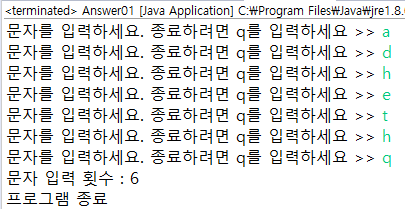 <terminated> Answer01 [Java Application] C:₩Program Files₩Java₩jre1.8.0
문자를 입력하세요. 종료하려면 q를 입력하세요 >> a
문자를 입력하세요. 종료하려면 q를 입력하세요 >> d
문자를 입력하세요. 종료하려면 q를 입력하세요 >> h
문자를 입력하세요. 종료하려면 q를 입력하세요 >> e
문자를 입력하세요. 종료하려면 q를 입력하세요 >> t
문자를 입력하세요. 종료하려면 q를 입력하세요 >> h
문자를 입력하세요. 종료하려면 q를 입력하세요 >> q
문자 입력 횟수 : 6
프로그램 종료